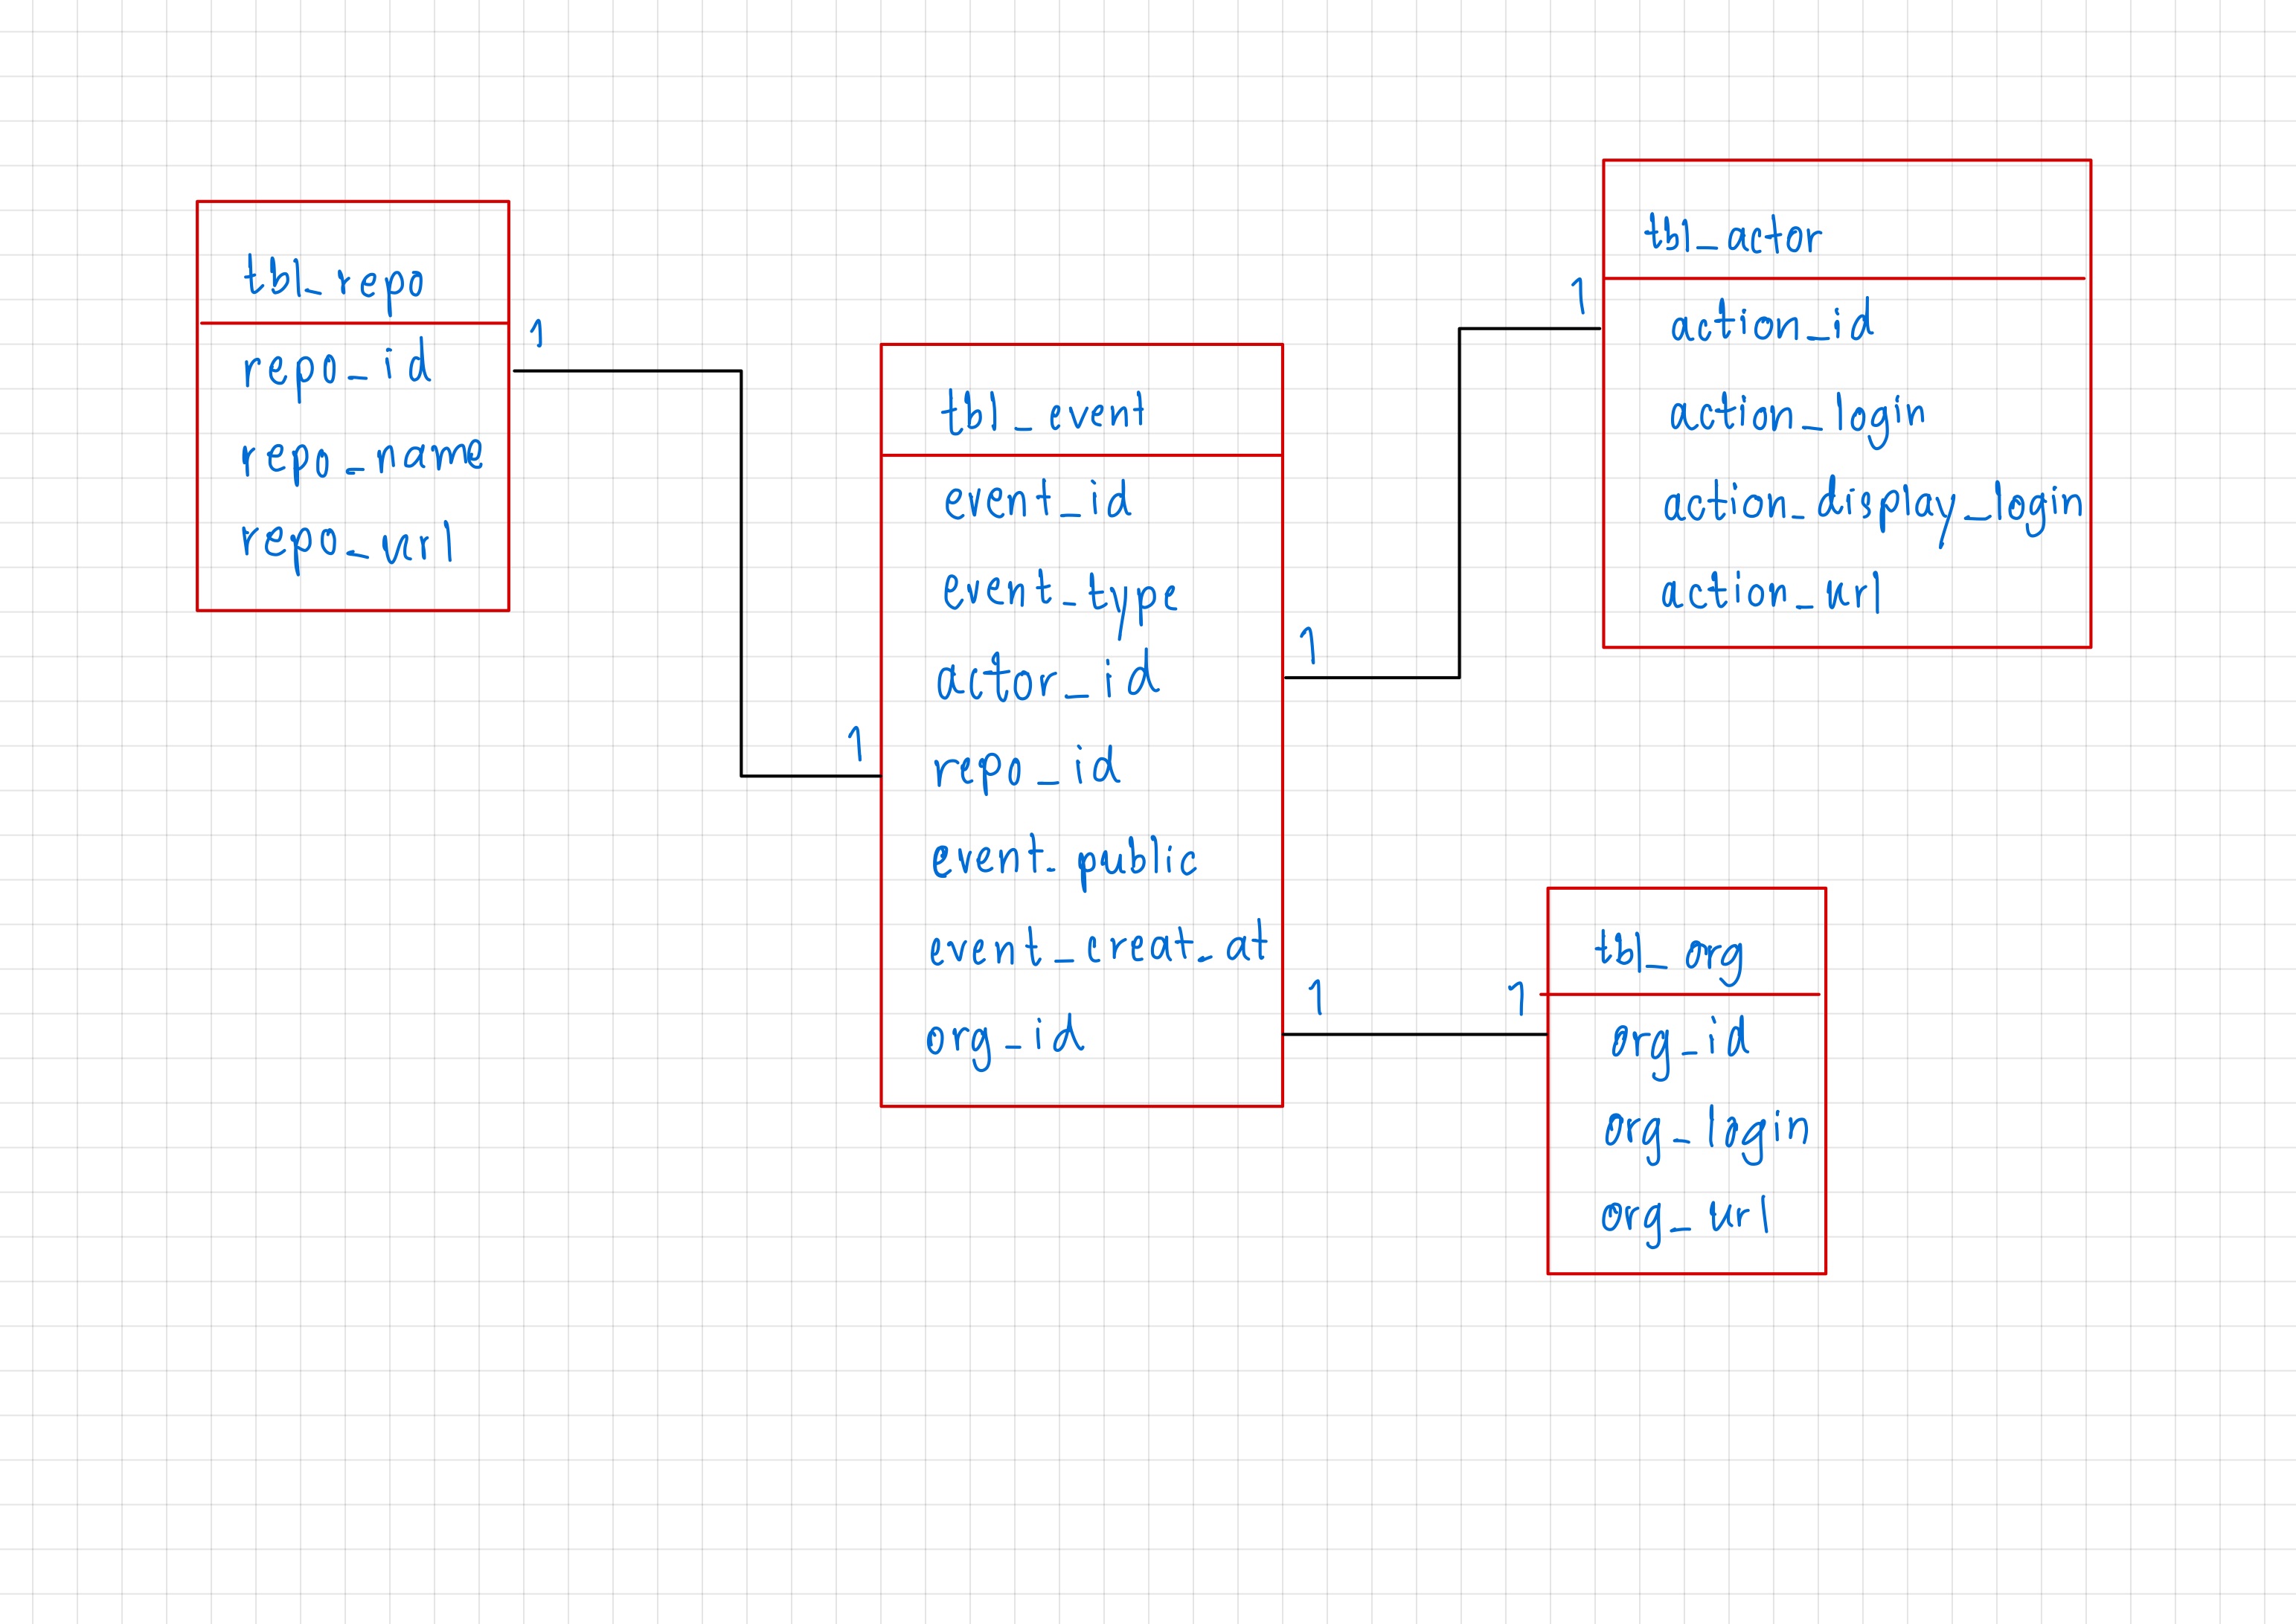 tbl_repo
repo_id
repo_name
repo_url
1
1
tbl_event
event_id
event_type
actor_id
repo_id
event_public
event_creat_at
org_id
1
1
tbl_actor
action_id
action_login
action_display_login
action_url
1
1
tbl_org
org_id
org_login
org_url